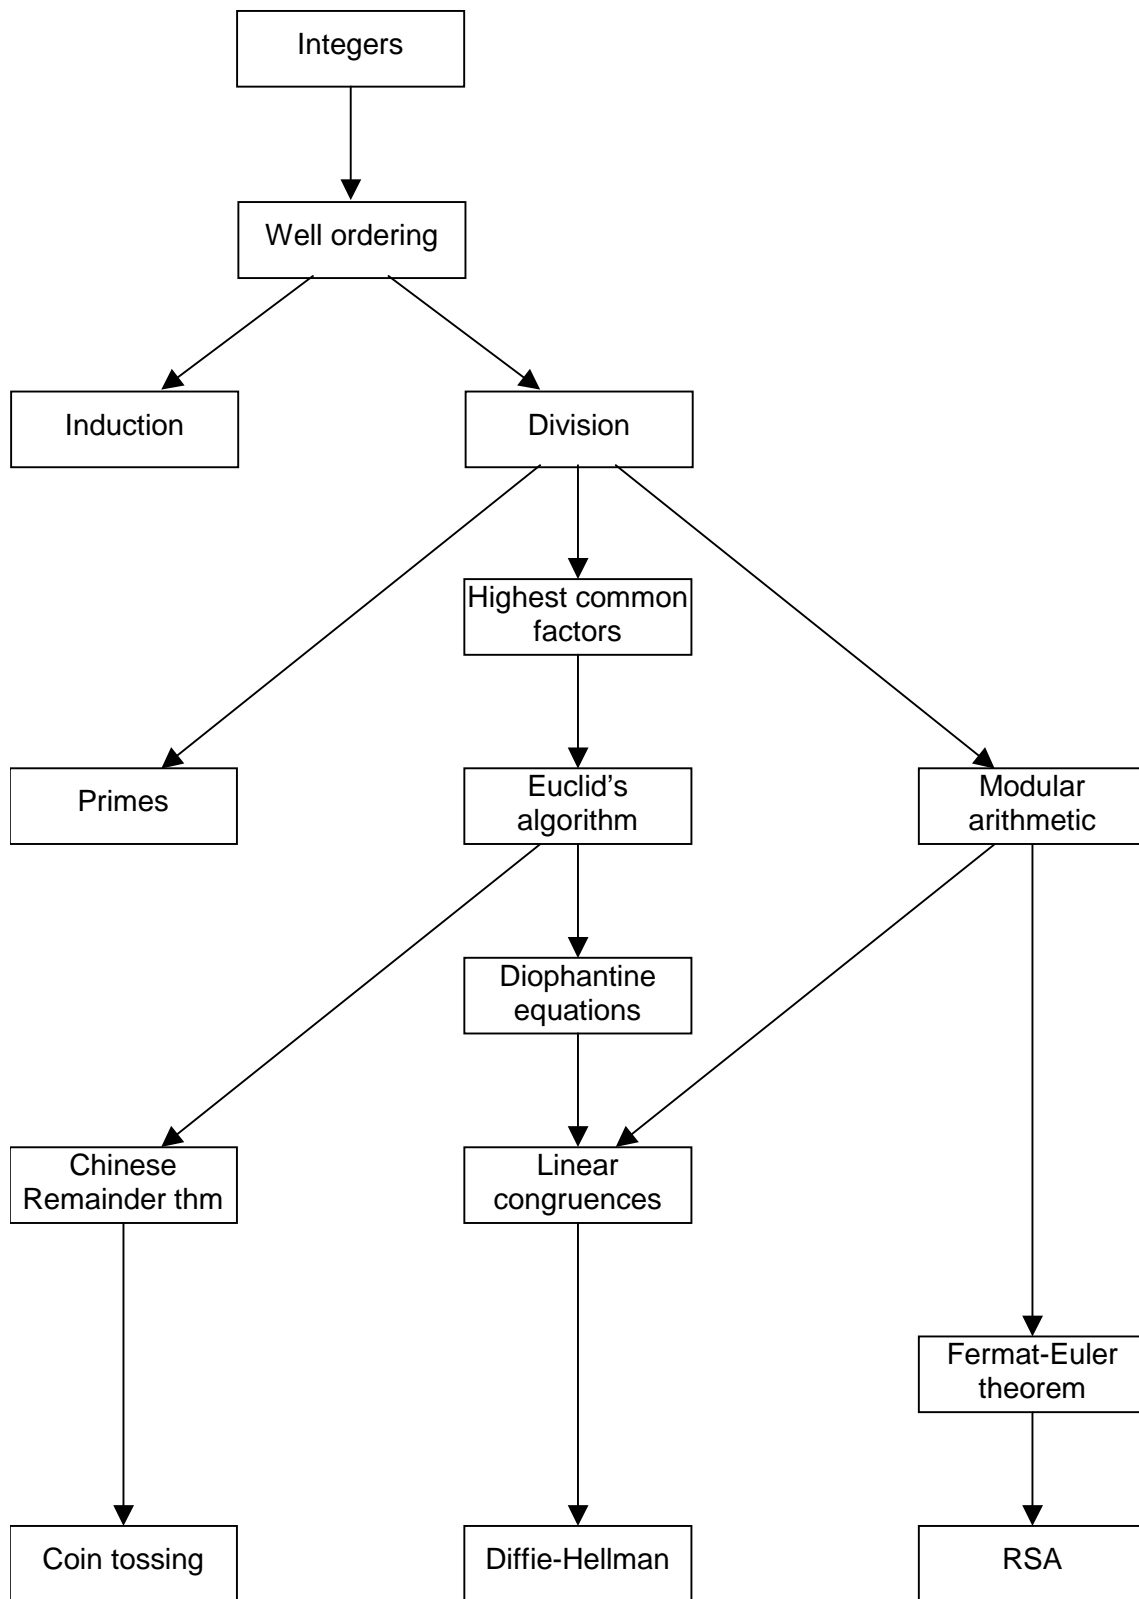 Integers
Well ordering
Induction
Division
Highest common
factors
Primes
Euclid’s
algorithm
Modular
arithmetic
Diophantine
equations
Chinese
Remainder thm
Linear
congruences
Fermat-Euler
theorem
Coin tossing
Diffie-Hellman
RSA